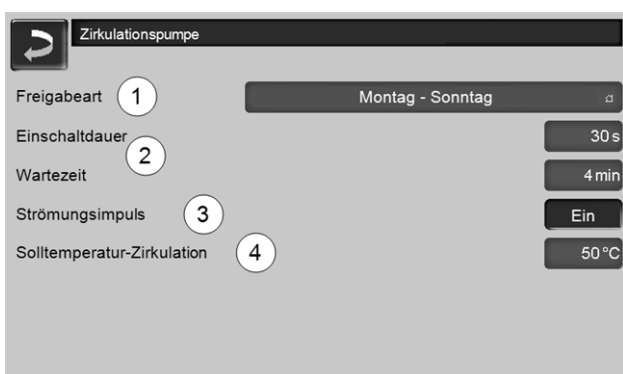 Zirkulationspumpe
Freigabeart 1 Montag - Sonntag
Einschaltdauer 30 s
2
Wartezeit 4 min
Strömungsimpuls 3 Ein
Solltemperatur-Zirkulation 4 50 °C